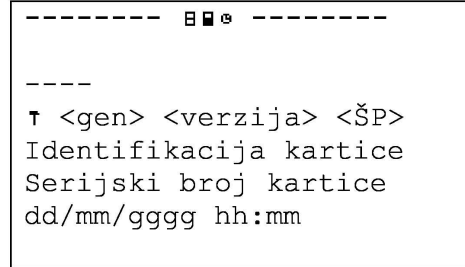 -------- --------
----
<gen> <verzija> <ŠP>
Identifikacija kartice
Serijski broj kartice
dd/mm/gggg hh:mm